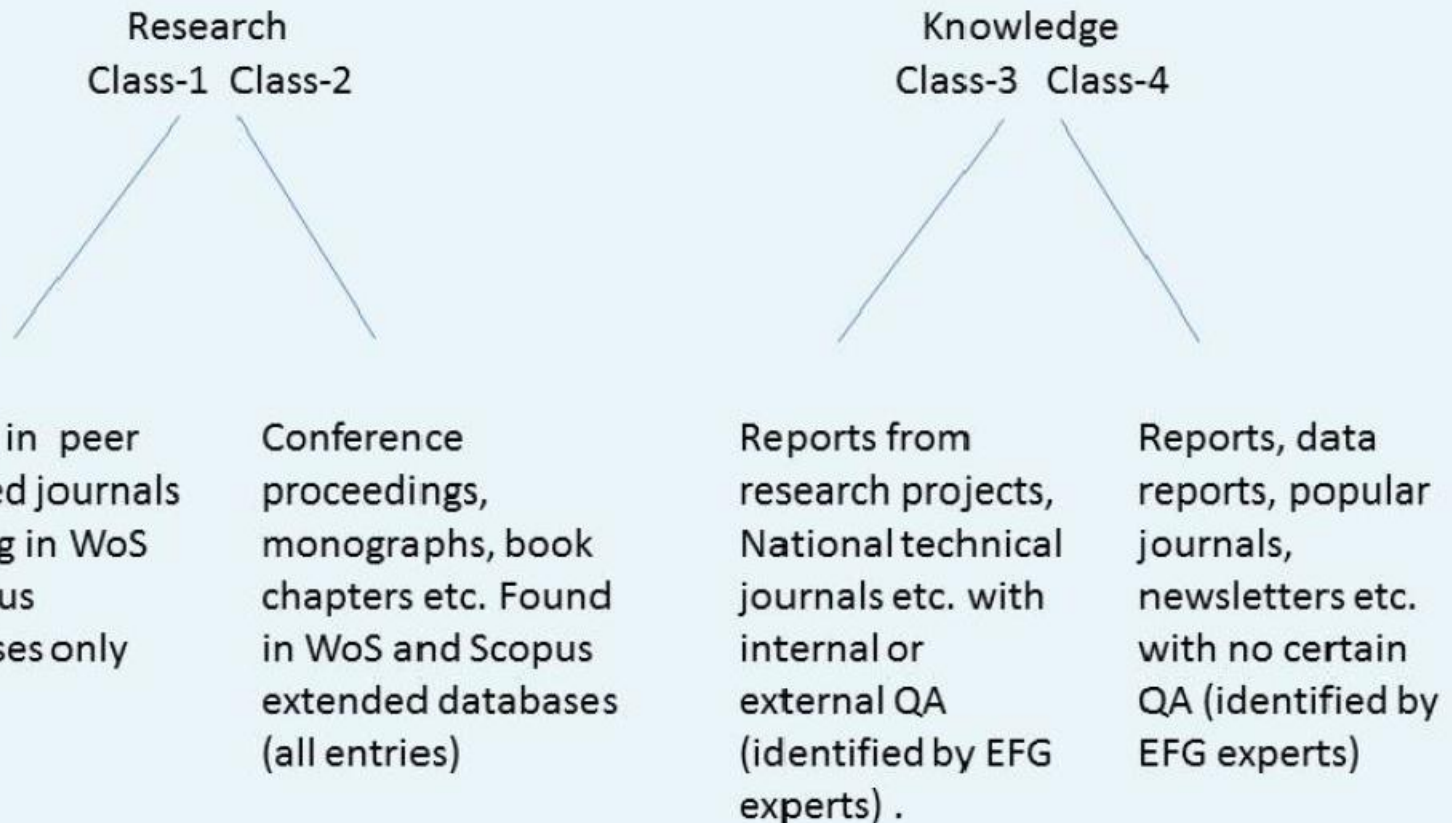 Research
Class-1 Class-2
in peer
ed journals
g in WoS
us
ses only
Conference
proceedings,
monographs, book
chapters etc. Found
in WoS and Scopus
extended databases
(all entries)
Knowledge
Class-3 Class-4
Reports from
research projects,
National technical
journals etc. with
internal or
external QA
(identified by EFG
experts) .
Reports, data
reports, popular
journals,
newsletters etc.
with no certain
QA (identified by
EFG experts)